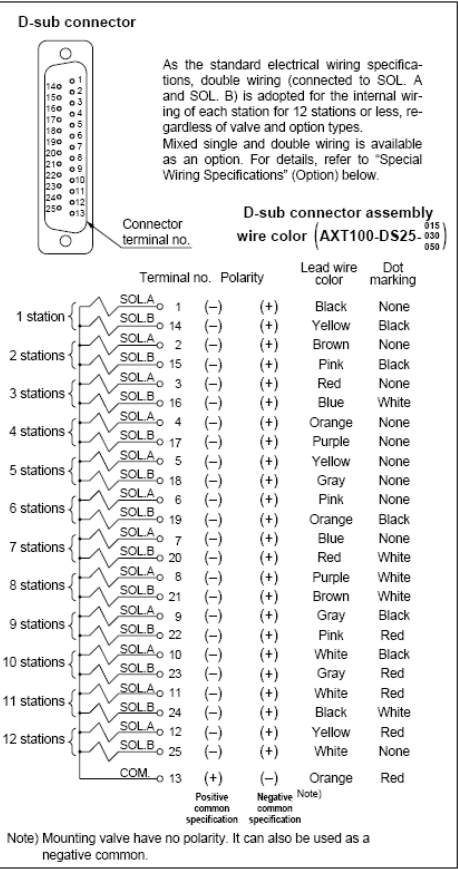 D-sub connector
14 1
15 2
16 3
17 4
18 5
19 6
20 7
21 8
22 9
23 10
24 11
25 12
13
Connector
terminal no.
As the standard electrical wiring specifica-
tions, double wiring (connected to SOL. A
and SOL. B) is adopted for the internal wir-
ing of each station for 12 stations or less, re-
gardless of valve and option types.
Mixed single and double wiring is available
as an option. For details, refer to “Special
Wiring Specifications” (Option) below.
D-sub connector assembly
wire color (AXT100-DS25-015 030 050)
Terminal no. Polarity Lead wire color Dot marking
1 station SOL.A 1 (–) (+) Black None
SOL.B 14 (–) (+) Yellow Black
2 stations SOL.A 2 (–) (+) Brown None
SOL.B 15 (–) (+) Pink Black
3 stations SOL.A 3 (–) (+) Red None
SOL.B 16 (–) (+) Blue White
4 stations SOL.A 4 (–) (+) Orange None
SOL.B 17 (–) (+) Purple None
5 stations SOL.A 5 (–) (+) Yellow None
SOL.B 18 (–) (+) Gray None
6 stations SOL.A 6 (–) (+) Pink None
SOL.B 19 (–) (+) Orange Black
7 stations SOL.A 7 (–) (+) Blue None
SOL.B 20 (–) (+) Red White
8 stations SOL.A 8 (–) (+) Purple White
SOL.B 21 (–) (+) Brown White
9 stations SOL.A 9 (–) (+) Gray Black
SOL.B 22 (–) (+) Pink Red
10 stations SOL.A 10 (–) (+) White Black
SOL.B 23 (–) (+) Gray Red
11 stations SOL.A 11 (–) (+) White Red
SOL.B 24 (–) (+) Black White
12 stations SOL.A 12 (–) (+) Yellow Red
SOL.B 25 (–) (+) White None
COM. 13 (+) (–) Orange Red
Positive common specification
Negative common specification Note)
Note) Mounting valve have no polarity. It can also be used as a
negative common.